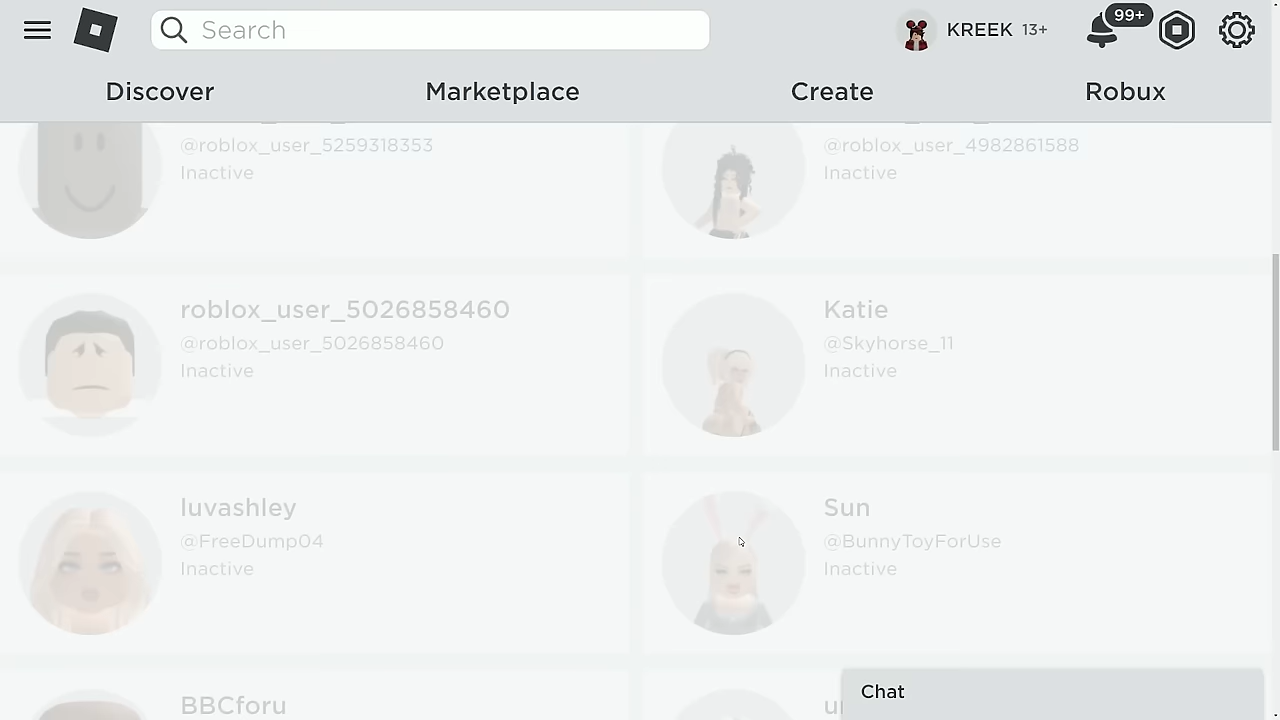 Search
KREEK 13+
99+
Discover
Marketplace
Create
Robux
@roblox_user_5259318353
Inactive
@roblox_user_4982861588
Inactive
roblox_user_5026858460
@roblox_user_5026858460
Inactive
Katie
@Skyhorse_11
Inactive
luvashley
@FreeDump04
Inactive
Sun
@BunnyToyForUse
Inactive
BBCforu
Chat